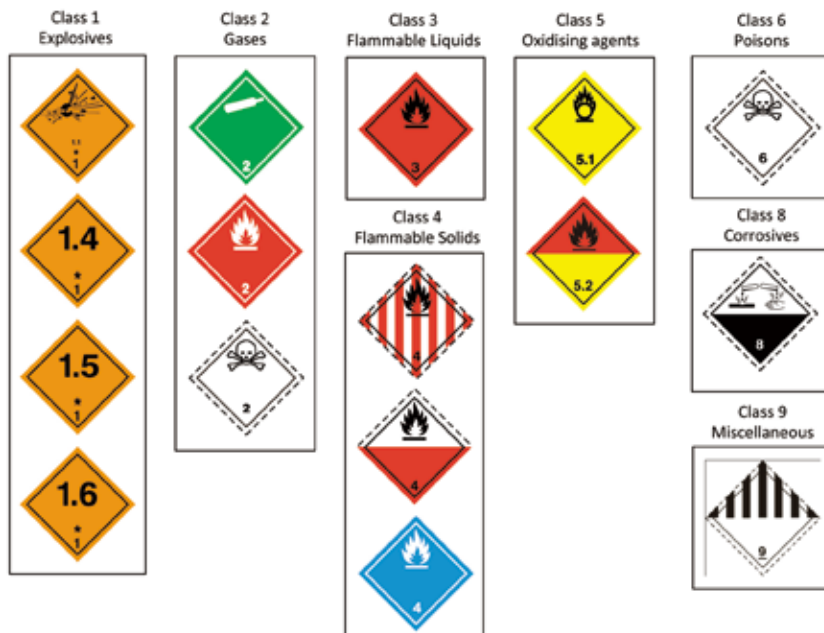 Class 1
Explosives
1.1
*
1
1.4
*
1
1.5
*
1
1.6
*
1
Class 2
Gases
2
2
2
Class 3
Flammable Liquids
3
Class 4
Flammable Solids
4
4
4
Class 5
Oxidising agents
5.1
5.2
Class 6
Poisons
6
Class 8
Corrosives
8
Class 9
Miscellaneous
9